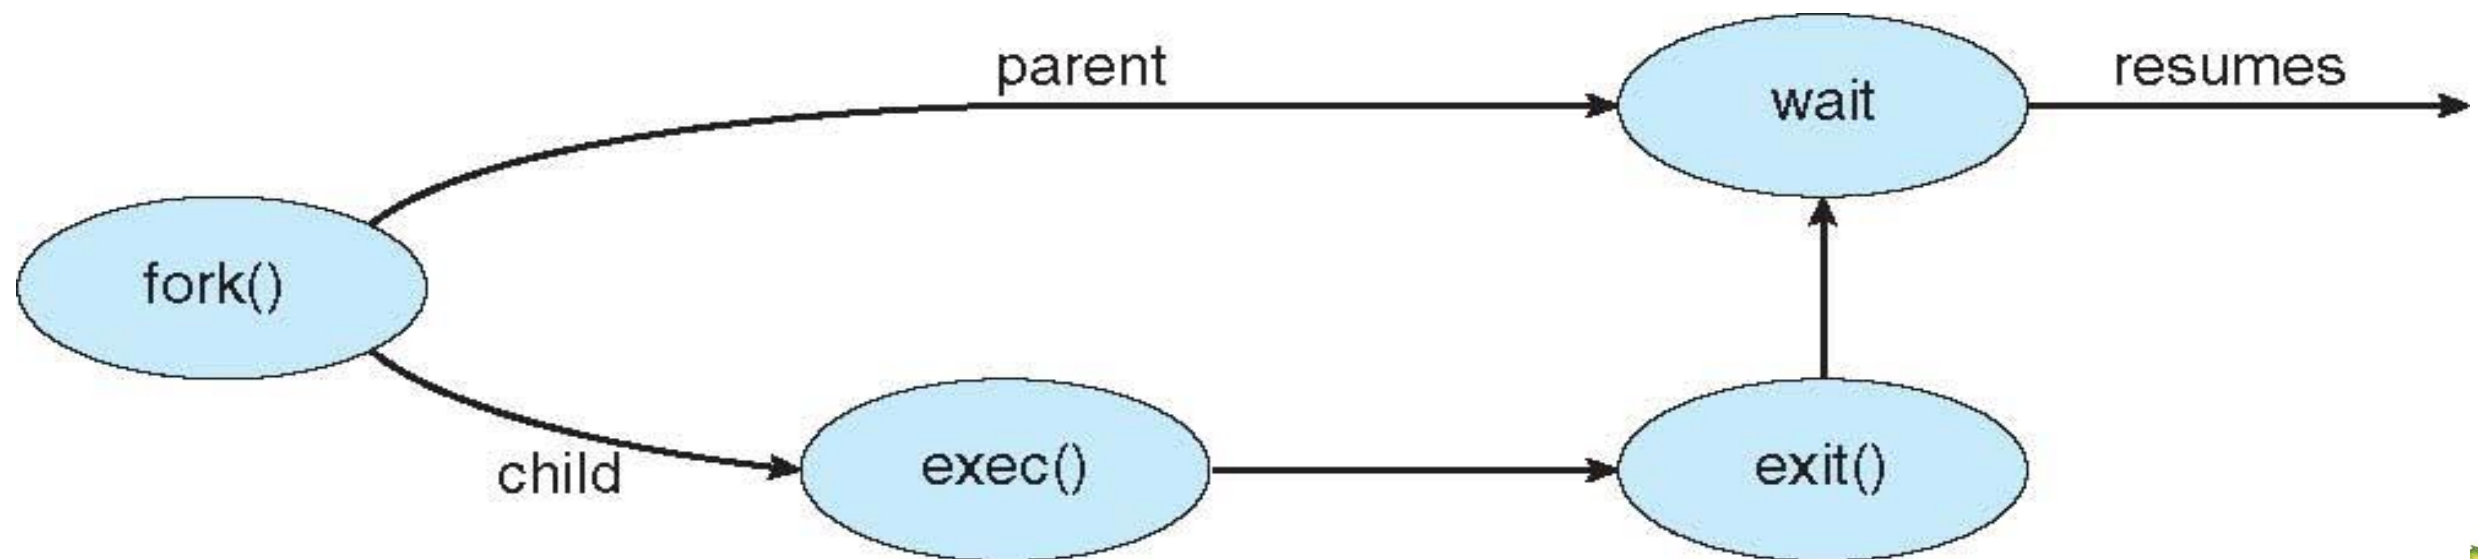 parent
resumes
wait
fork()
child
exec()
exit()